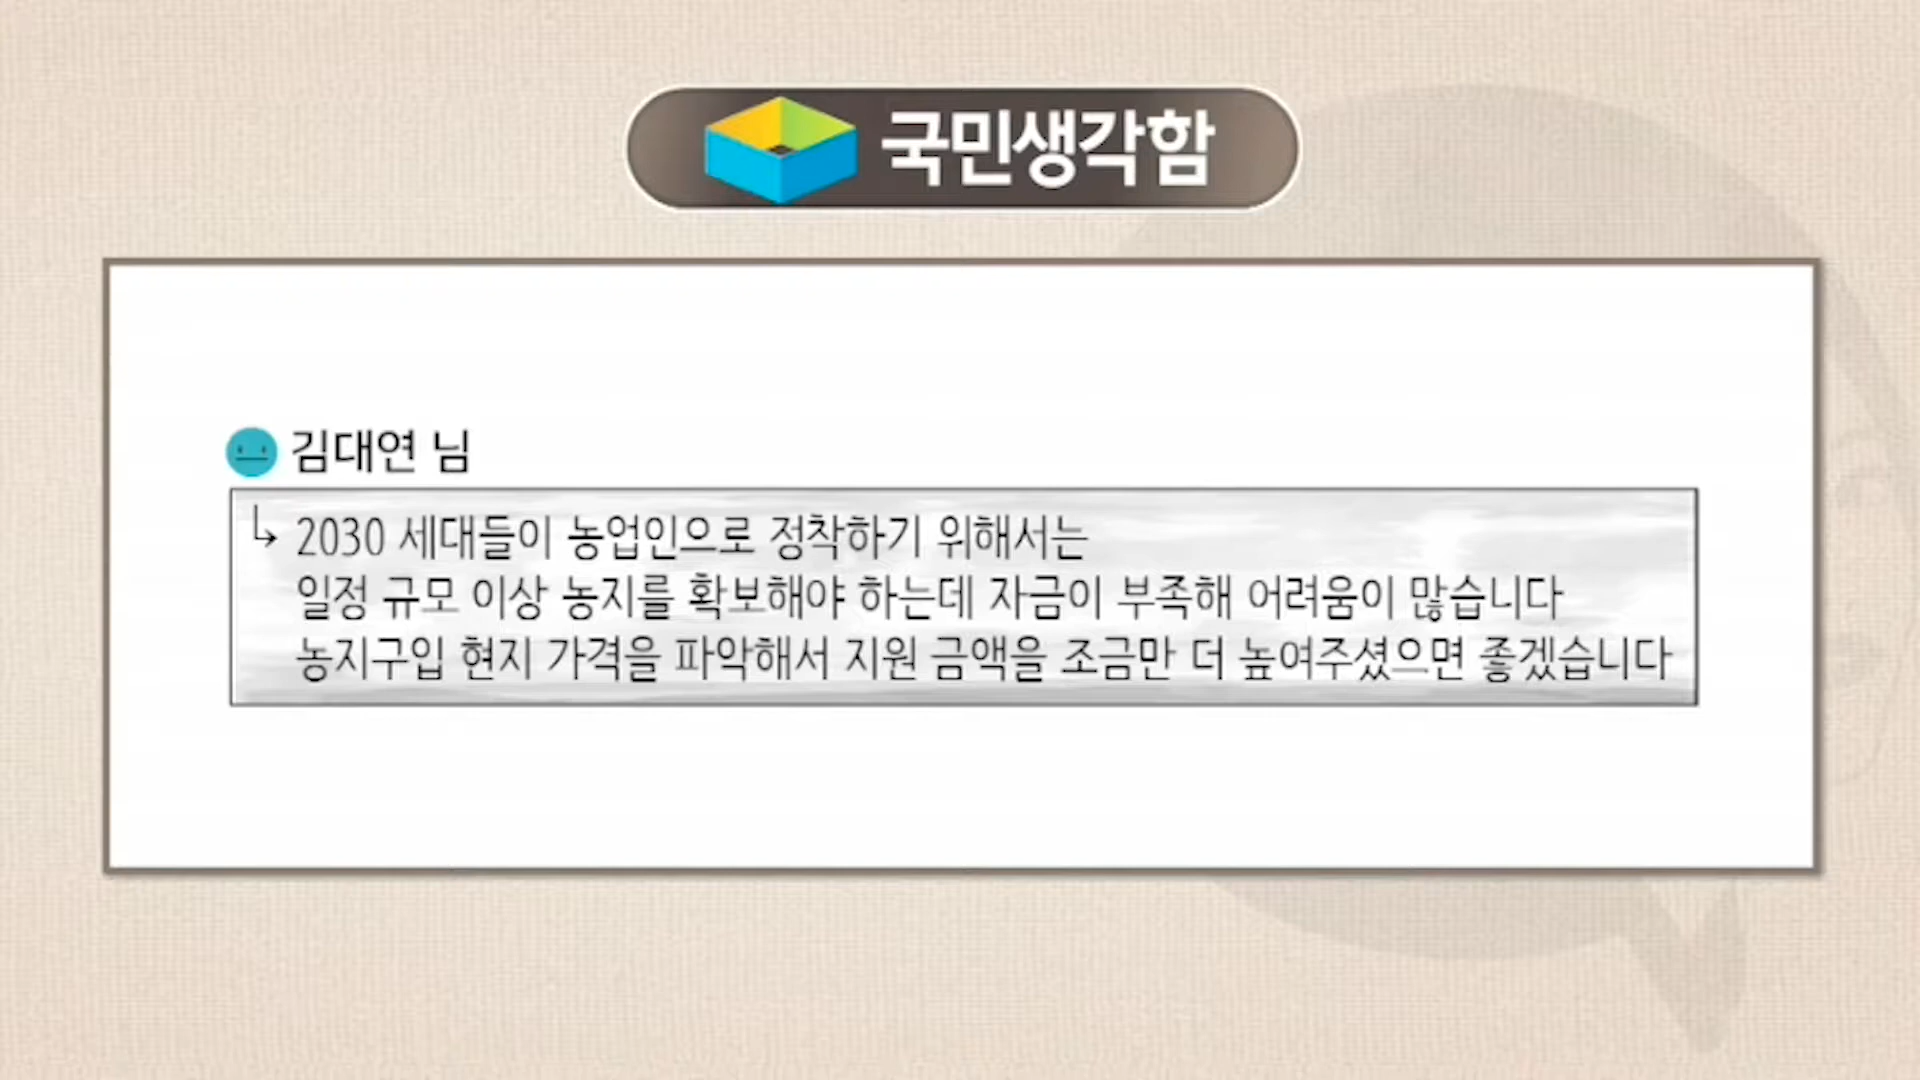 국민생각함
김대연 님
2030 세대들이 농업인으로 정착하기 위해서는
일정 규모 이상 농지를 확보해야 하는데 자금이 부족해 어려움이 많습니다
농지구입 현지 가격을 파악해서 지원 금액을 조금만 더 높여주셨으면 좋겠습니다